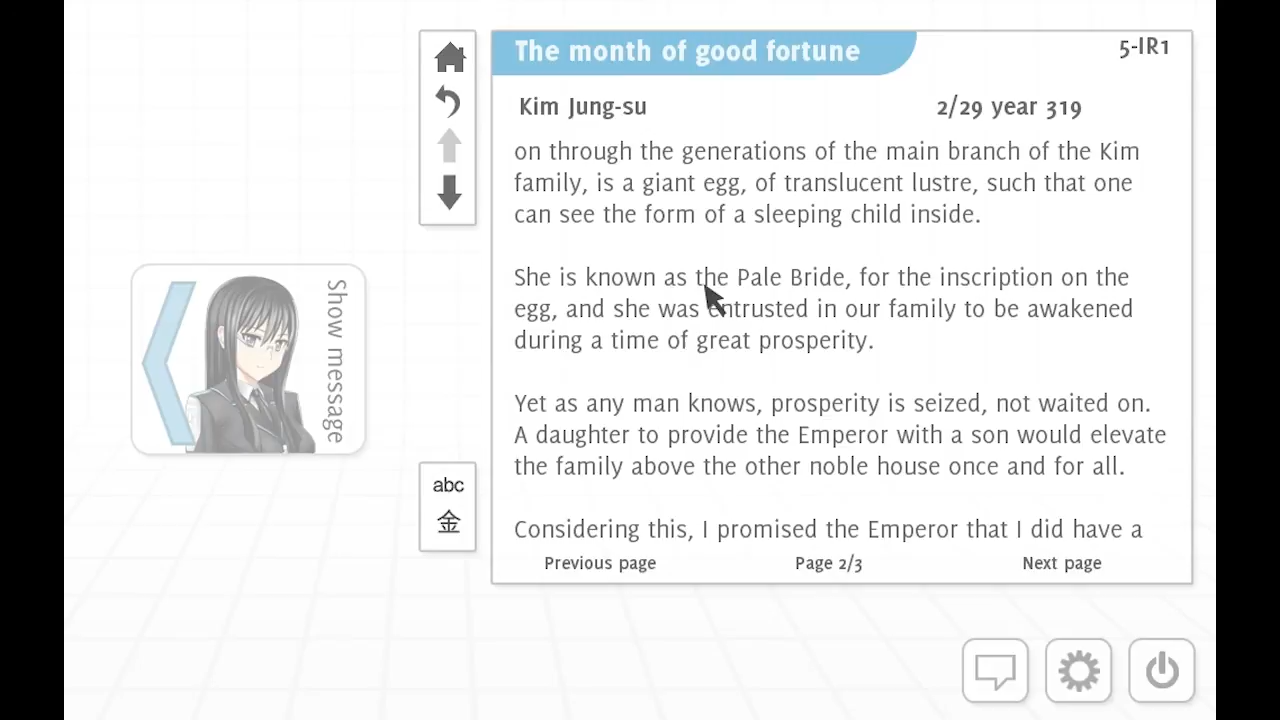 The month of good fortune
5-IR1
Kim Jung-su
2/29 year 319
on through the generations of the main branch of the Kim
family, is a giant egg, of translucent lustre, such that one
can see the form of a sleeping child inside.
She is known as the Pale Bride, for the inscription on the
egg, and she was entrusted in our family to be awakened
during a time of great prosperity.
Yet as any man knows, prosperity is seized, not waited on.
A daughter to provide the Emperor with a son would elevate
the family above the other noble house once and for all.
Considering this, I promised the Emperor that I did have a
Previous page
Page 2/3
Next page
Show message
abc
金